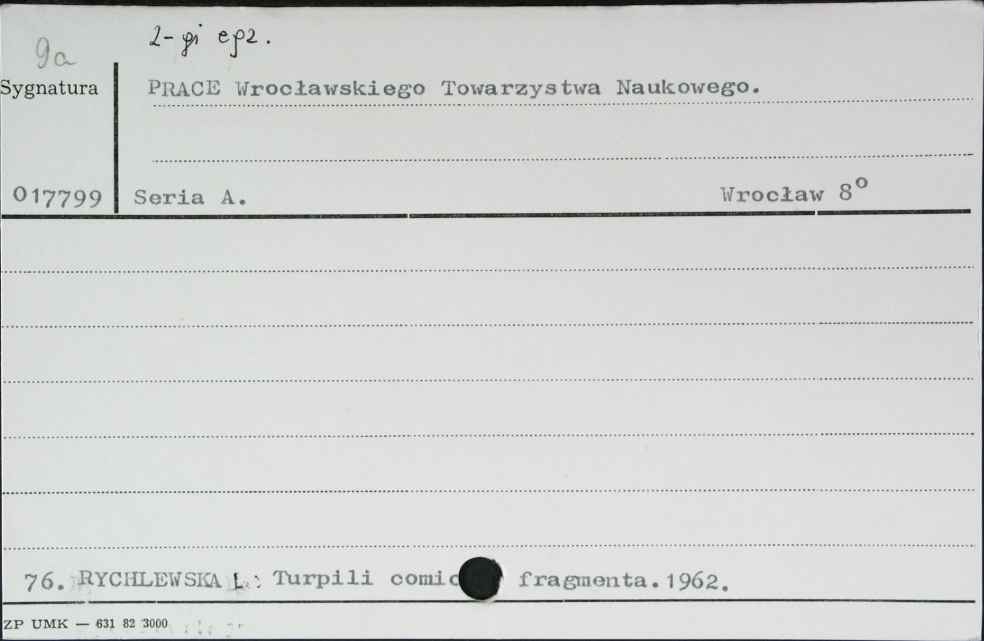 9a
2-gi egz.
Sygnatura
PRACE Wrocławskiego Towarzystwa Naukowego.
017799
Seria A. Wrocław 8°
76. RYCHLEWSKA L.: Turpili comic fragmenta.1962.
ZP UMK — 631 82 3000